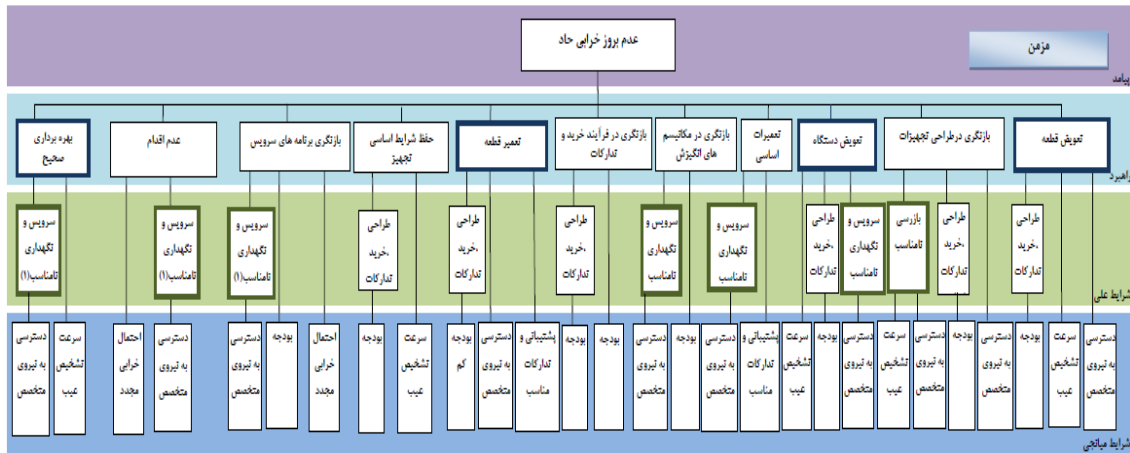 عدم بروز خرابی حاد
مزمن
پیامد
تعویض قطعه
بازنگری درطراحی تجهیزات
تعویض دستگاه
تعمیرات
اساسی
بازنگری در مکانیسم
های انگیزش
بازنگری در فرآیند خرید و
تدارکات
تعمیر قطعه
حفظ شرایط اساسی
تجهیز
بازنگری برنامه های سرویس
عدم اقدام
بهره برداری
صحیح
راهبرد
طراحی
،خرید
تدارکات
طراحی
،خرید
تدارکات
بازرسی
نامناسب
سرویس و
نگهداری
نامناسب
طراحی
،خرید
تدارکات
سرویس و
نگهداری
نامناسب
سرویس و
نگهداری
نامناسب
طراحی
،خرید
تدارکات
طراحی
،خرید
تدارکات
طراحی
،خرید
تدارکات
سرویس و
نگهداری
نامناسب(۱)
سرویس و
نگهداری
نامناسب(۱)
سرویس و
نگهداری
نامناسب(۱)
شرایط علی
دسترسی
به نیروی
متخصص
سرعت
تشخیص
عیب
بودجه
دسترسی
به نیروی
متخصص
بودجه
دسترسی
به نیروی
متخصص
سرعت
تشخیص
عیب
دسترسی
به نیروی
متخصص
بودجه
سرعت
تشخیص
عیب
پشتیبانی و
تدارکات
مناسب
دسترسی
به نیروی
متخصص
بودجه
دسترسی
به نیروی
متخصص
بودجه
بودجه
پشتیبانی و
تدارکات
مناسب
دسترسی
به نیروی
متخصص
بودجه
کم
سرعت
تشخیص
عیب
بودجه
احتمال
خرابی
مجدد
بودجه
دسترسی
به نیروی
متخصص
دسترسی
به نیروی
متخصص
احتمال
خرابی
مجدد
سرعت
تشخیص
عیب
دسترسی
به نیروی
متخصص
شرایط میانجی